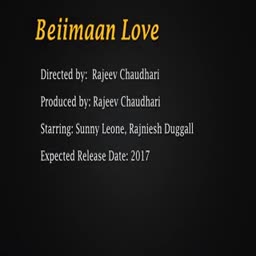 Beiimaan Love
Directed by: Rajeev Chaudhari
Produced by: Rajeev Chaudhari
Starring: Sunny Leone, Rajniesh Duggall
Expected Release Date: 2017